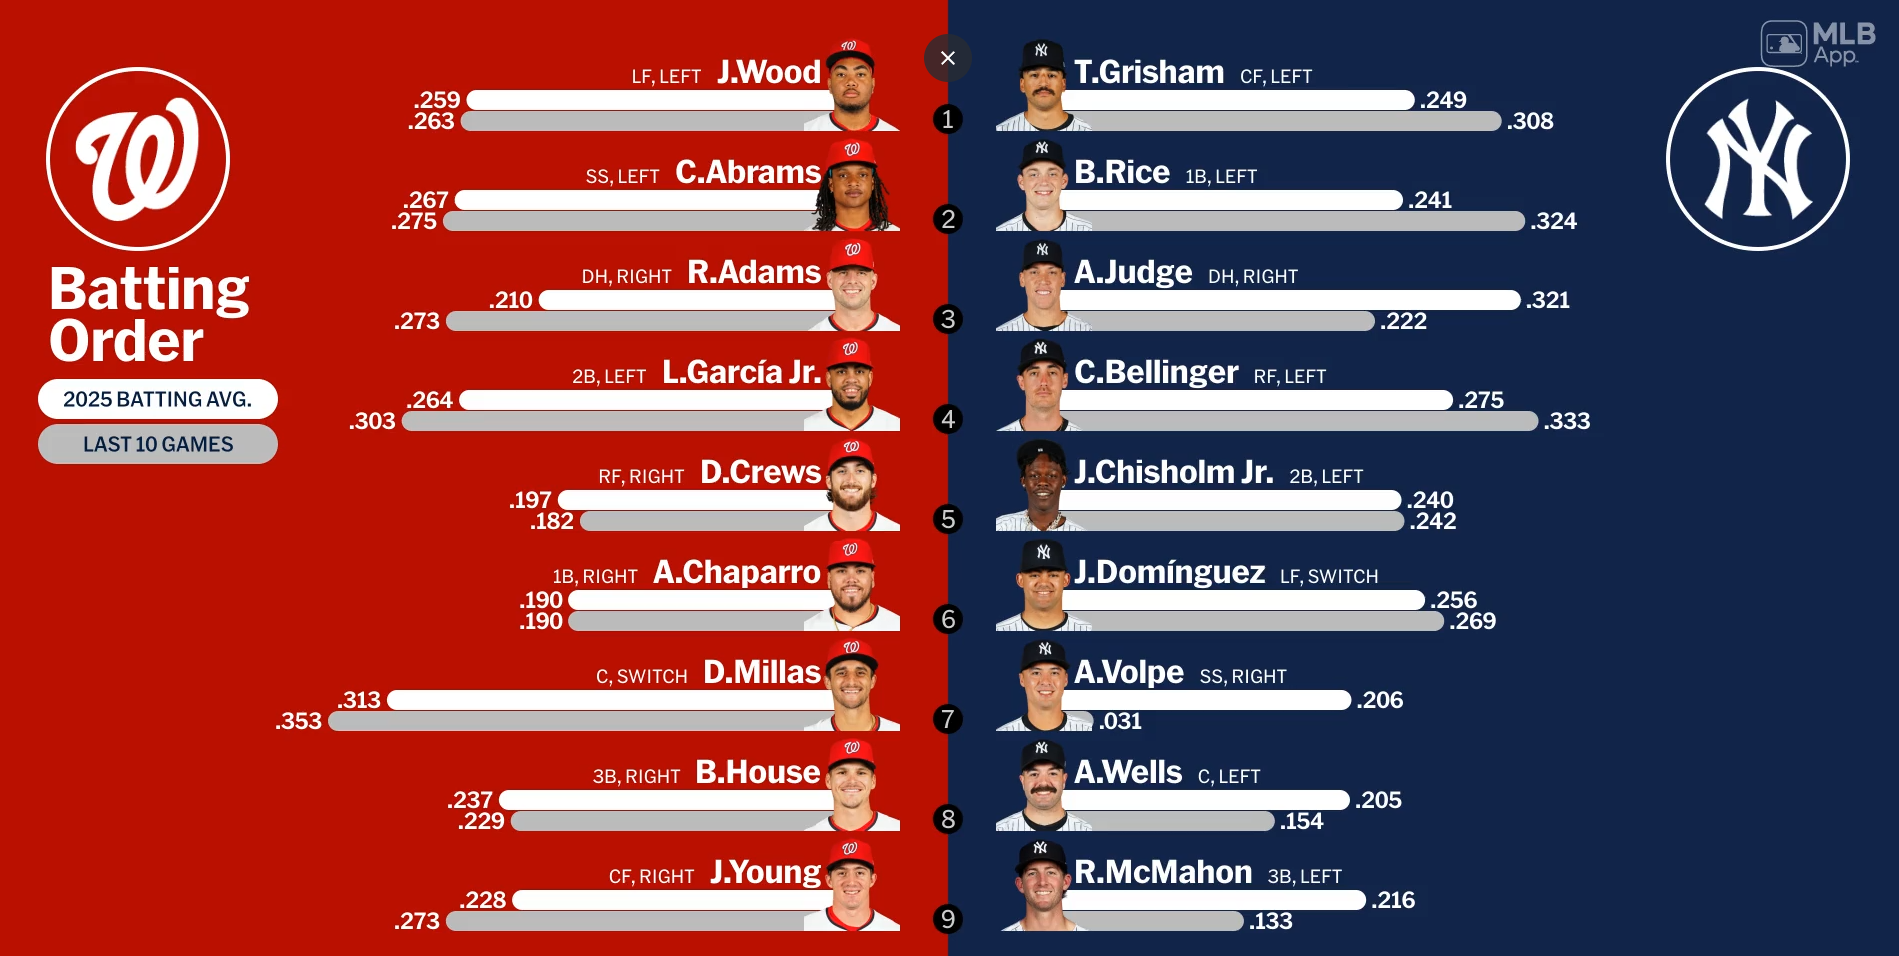 MLB
App
W
NY
Batting
Order
2025 BATTING AVG.
LAST 10 GAMES
LF, LEFT J.Wood
.259
.263
1
T.Grisham CF, LEFT
.249
.308
SS, LEFT C.Abrams
.267
.275
2
B.Rice 1B, LEFT
.241
.324
DH, RIGHT R.Adams
.210
.273
3
A.Judge DH, RIGHT
.321
.222
2B, LEFT L.García Jr.
.264
.303
4
C.Bellinger RF, LEFT
.275
.333
RF, RIGHT D.Crews
.197
.182
5
J.Chisholm Jr. 2B, LEFT
.240
.242
1B, RIGHT A.Chaparro
.190
.190
6
J.Domínguez LF, SWITCH
.256
.269
C, SWITCH D.Millas
.313
.353
7
A.Volpe SS, RIGHT
.206
.031
3B, RIGHT B.House
.237
.229
8
A.Wells C, LEFT
.205
.154
CF, RIGHT J.Young
.228
.273
9
R.McMahon 3B, LEFT
.216
.133